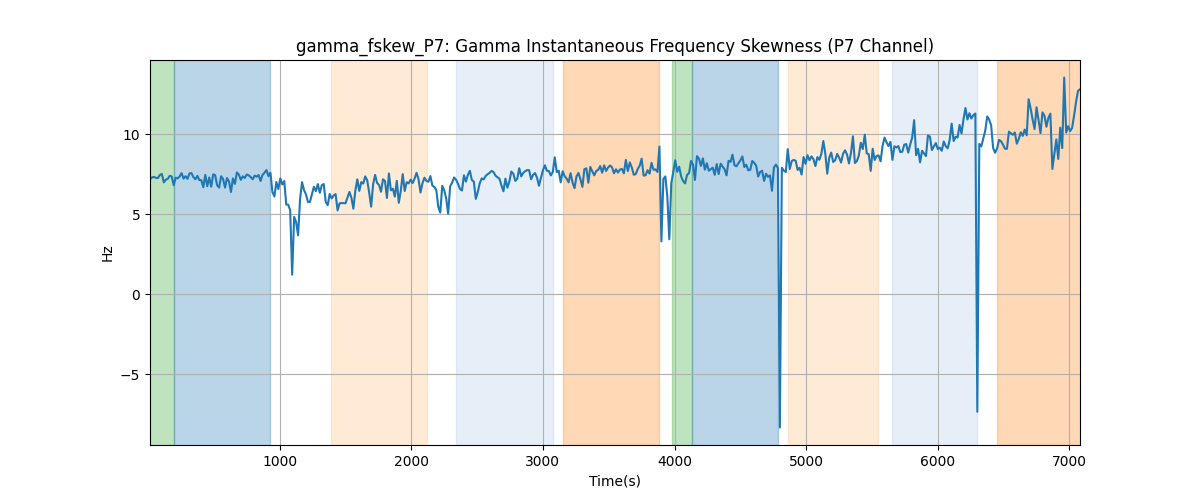 gamma_fskew_P7: Gamma Instantaneous Frequency Skewness (P7 Channel)
10
5
0
−5
Hz
1000 2000 3000 4000 5000 6000 7000
Time(s)